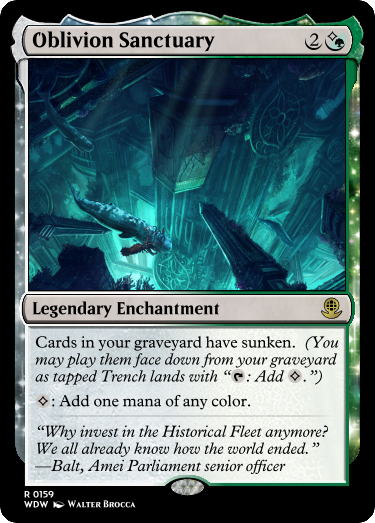 Oblivion Sanctuary 2
Legendary Enchantment
Cards in your graveyard have sunken. (You
may play them face down from your graveyard
as tapped Trench lands with “: Add .”)
: Add one mana of any color.
“Why invest in the Historical Fleet anymore?
We all already know how the world ended.”
—Balt, Amei Parliament senior officer
R 0159
WDW Walter Brocca